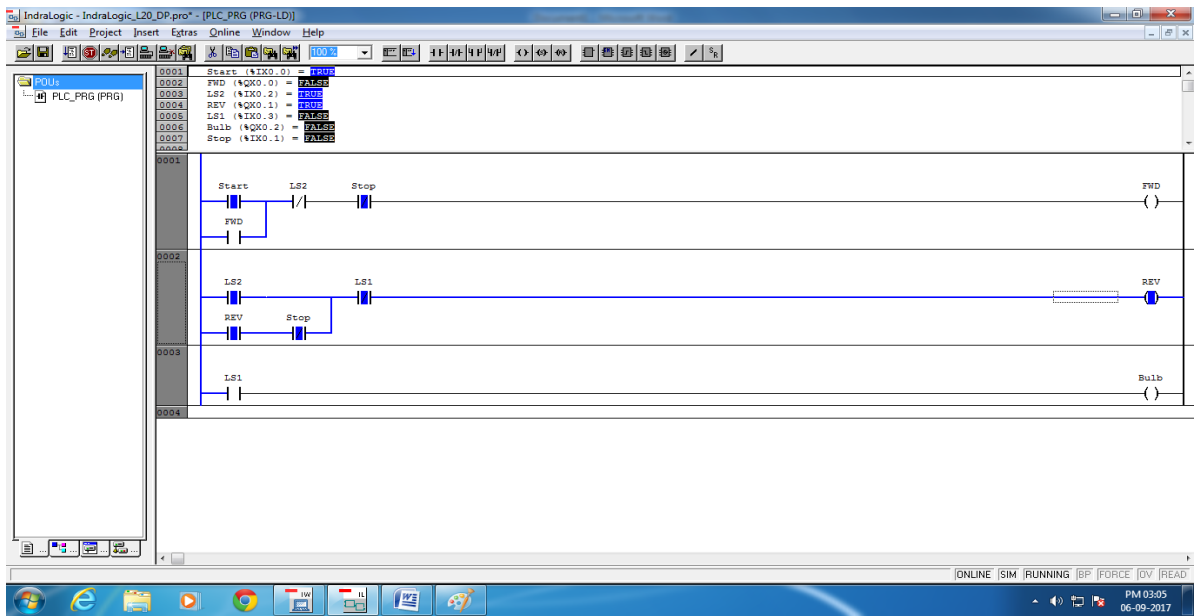 IndraLogic - IndraLogic_L20_DP.pro* - [PLC_PRG (PRG-LD)]
File Edit Project Insert Extras Online Window Help
100 %
POUs
PLC_PRG (PRG)
0001 Start (%IX0.0) = TRUE
0002 FWD (%QX0.0) = FALSE
0003 LS2 (%IX0.2) = TRUE
0004 REV (%QX0.1) = TRUE
0005 LS1 (%IX0.3) = FALSE
0006 Bulb (%QX0.2) = FALSE
0007 Stop (%IX0.1) = FALSE
0008
0001
Start LS2 Stop FWD
FWD
0002
LS2 LS1 REV
REV Stop
0003
LS1 Bulb
0004
ONLINE SIM RUNNING BP FORCE OV READ
IW
IL
PM 03:05
06-09-2017